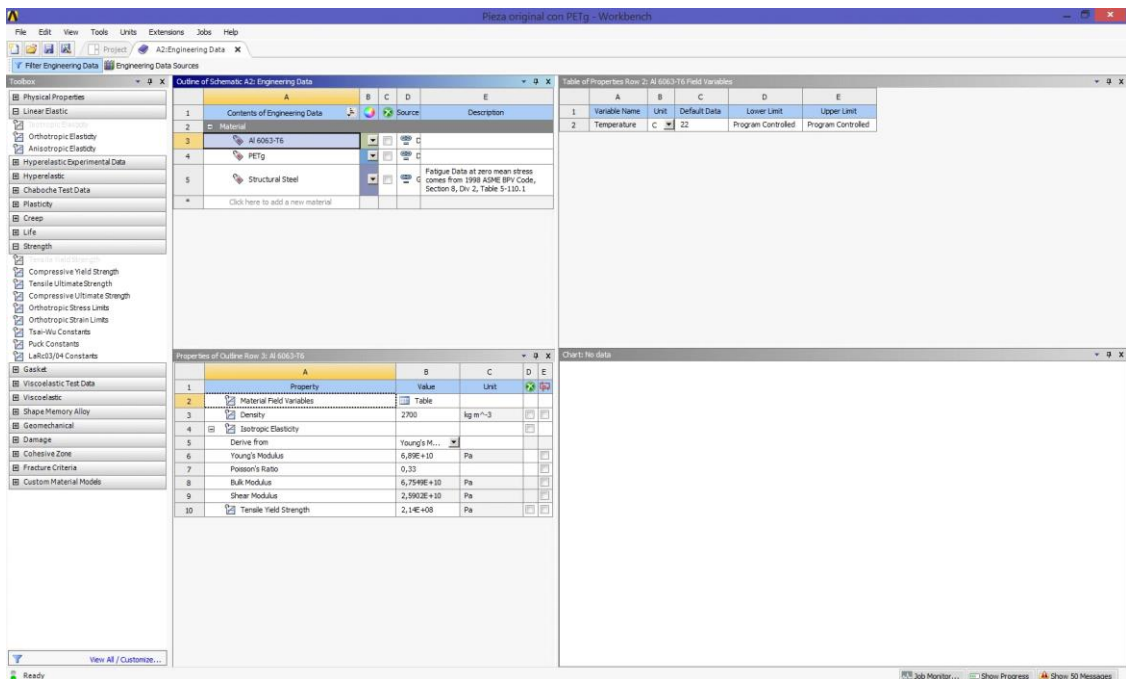 Pieza original con PETg - Workbench
File Edit View Tools Units Extensions Jobs Help
Project A2:Engineering Data
Filter Engineering Data Engineering Data Sources
Toolbox
Physical Properties
Linear Elastic
Orthotropic Elasticity
Anisotropic Elasticity
Hyperelastic Experimental Data
Hyperelastic
Chaboche Test Data
Plasticity
Creep
Life
Strength
Tensile Yield Strength
Compressive Yield Strength
Tensile Ultimate Strength
Compressive Ultimate Strength
Orthotropic Stress Limits
Orthotropic Strain Limits
Tsai-Wu Constants
Puck Constants
LaRc03/04 Constants
Gasket
Viscoelastic Test Data
Viscoelastic
Shape Memory Alloy
Geomechanical
Damage
Cohesive Zone
Fracture Criteria
Custom Material Models
View All / Customize...
Outline of Schematic A2: Engineering Data
A B C D E
1 Contents of Engineering Data Source Description
2 Material
3 Al 6063-T6
4 PETg
5 Structural Steel Fatigue Data at zero mean stress
comes from 1998 ASME BPV Code,
Section 8, Div 2, Table 5-110.1
* Click here to add a new material
Table of Properties Row 2: Al 6063-T6 Field Variables
A B C D E
1 Variable Name Unit Default Data Lower Limit Upper Limit
2 Temperature C 22 Program Controlled Program Controlled
Properties of Outline Row 3: Al 6063-T6
A B C D E
1 Property Value Unit
2 Material Field Variables Table
3 Density 2700 kg m^-3
4 Isotropic Elasticity
5 Derive from Young's M...
6 Young's Modulus 6,89E+10 Pa
7 Poisson's Ratio 0,33
8 Bulk Modulus 6,7549E+10 Pa
9 Shear Modulus 2,5902E+10 Pa
10 Tensile Yield Strength 2,14E+08 Pa
Chart: No data
Ready
Job Monitor... Show Progress Show 50 Messages